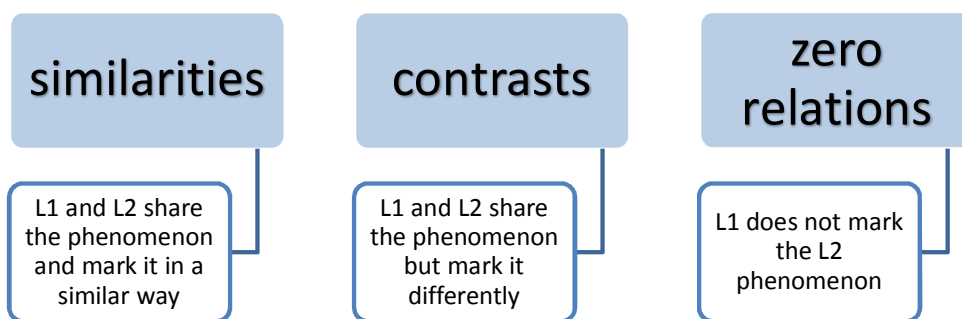 similarities
L1 and L2 share
the phenomenon
and mark it in a
similar way
contrasts
L1 and L2 share
the phenomenon
but mark it
differently
zero
relations
L1 does not mark
the L2
phenomenon